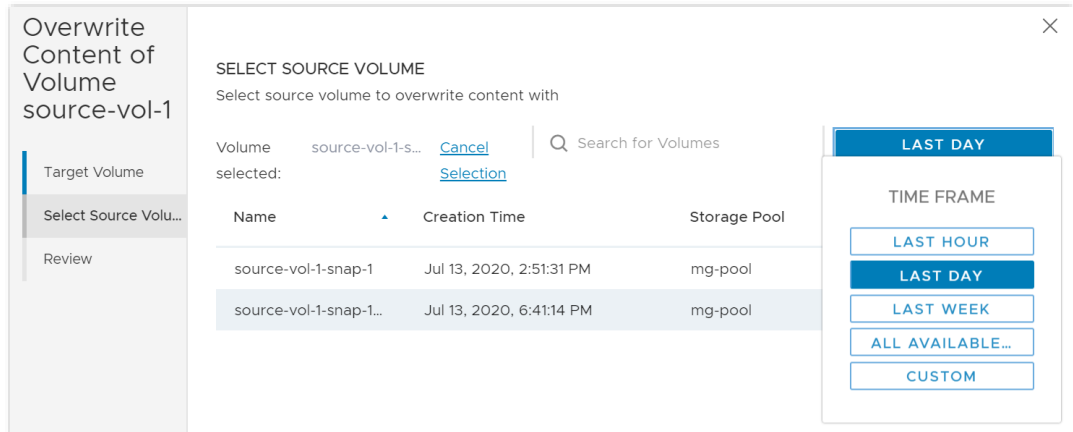 Overwrite
Content of
Volume
source-vol-1
Target Volume
Select Source Volu...
Review
SELECT SOURCE VOLUME
Select source volume to overwrite content with
Volume
selected:
source-vol-1-s...
Cancel
Selection
Search for Volumes
LAST DAY
Name
Creation Time
Storage Pool
source-vol-1-snap-1
Jul 13, 2020, 2:51:31 PM
mg-pool
source-vol-1-snap-1...
Jul 13, 2020, 6:41:14 PM
mg-pool
TIME FRAME
LAST HOUR
LAST DAY
LAST WEEK
ALL AVAILABLE...
CUSTOM